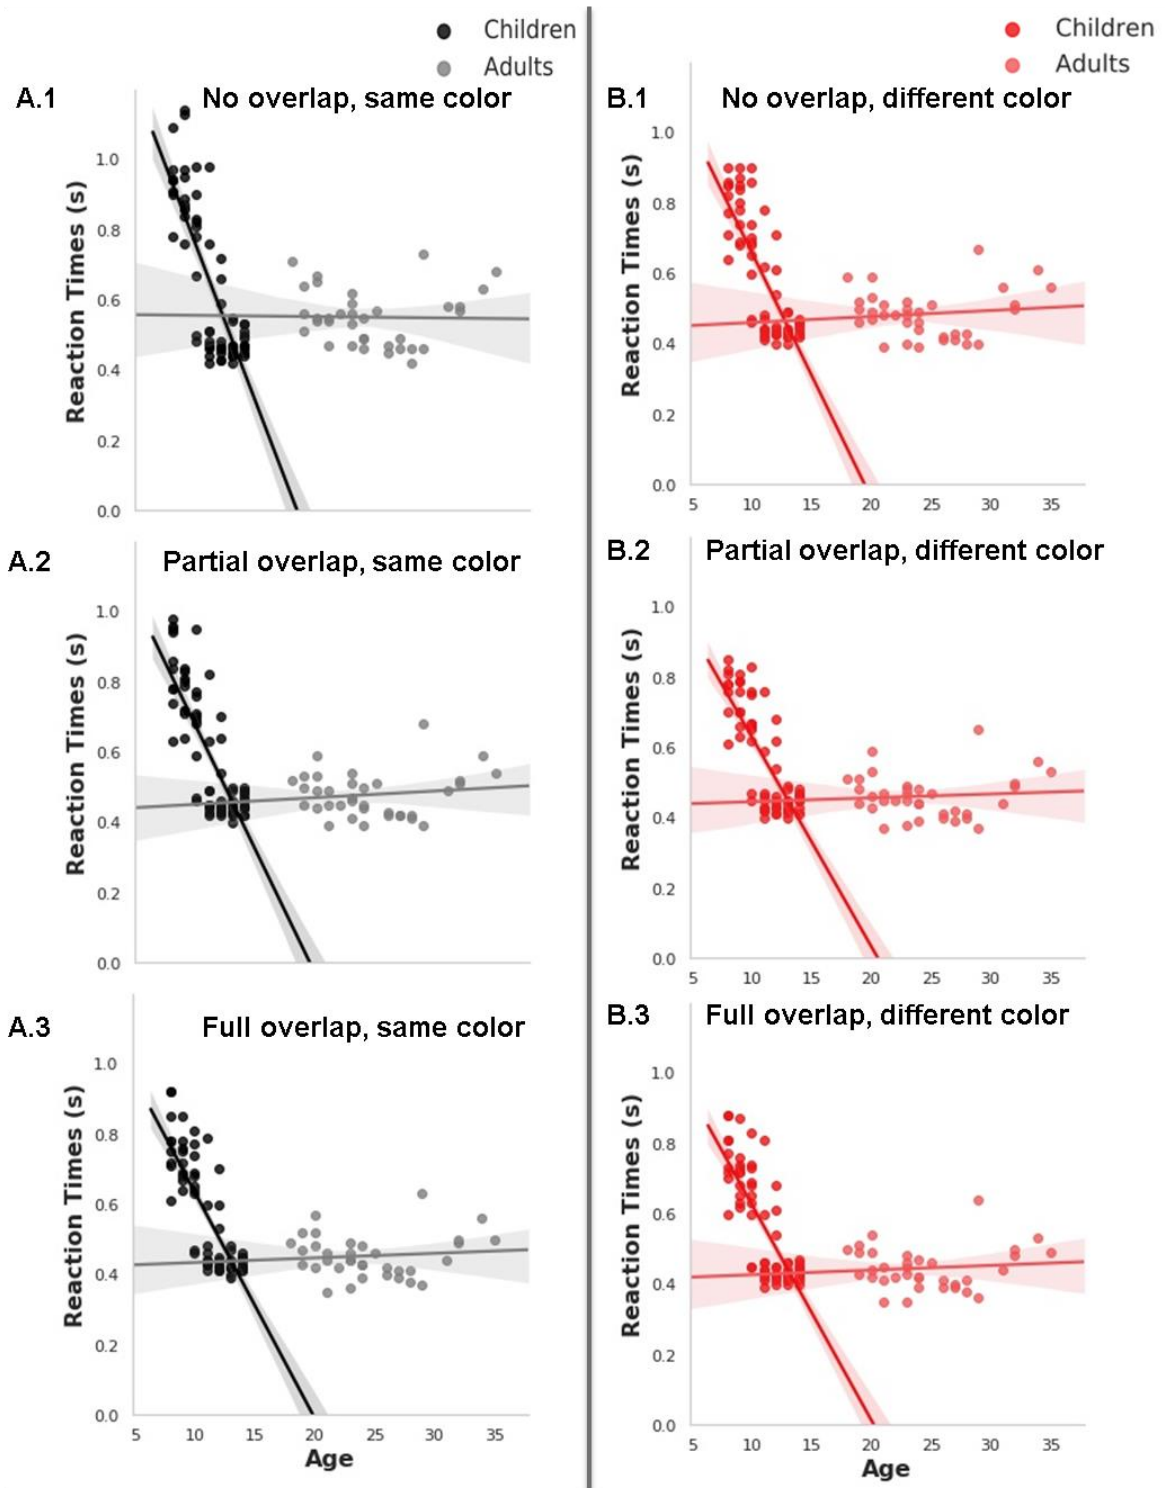 Children
Adults
A.1
No overlap, same color
Reaction Times (s)
1.0
0.8
0.6
0.4
0.2
0.0
A.2
Partial overlap, same color
Reaction Times (s)
1.0
0.8
0.6
0.4
0.2
0.0
A.3
Full overlap, same color
Reaction Times (s)
1.0
0.8
0.6
0.4
0.2
0.0
5 10 15 20 25 30 35
Age
Children
Adults
B.1
No overlap, different color
Reaction Times (s)
1.0
0.8
0.6
0.4
0.2
0.0
5 10 15 20 25 30 35
B.2
Partial overlap, different color
Reaction Times (s)
1.0
0.8
0.6
0.4
0.2
0.0
5 10 15 20 25 30 35
B.3
Full overlap, different color
Reaction Times (s)
1.0
0.8
0.6
0.4
0.2
0.0
5 10 15 20 25 30 35
Age